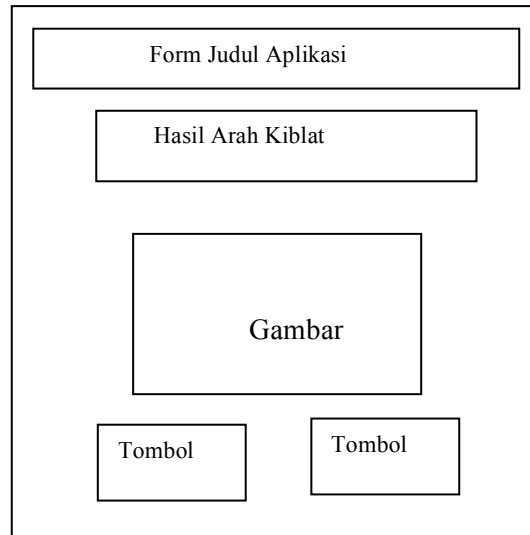 Form Judul Aplikasi
Hasil Arah Kiblat
Gambar
Tombol
Tombol